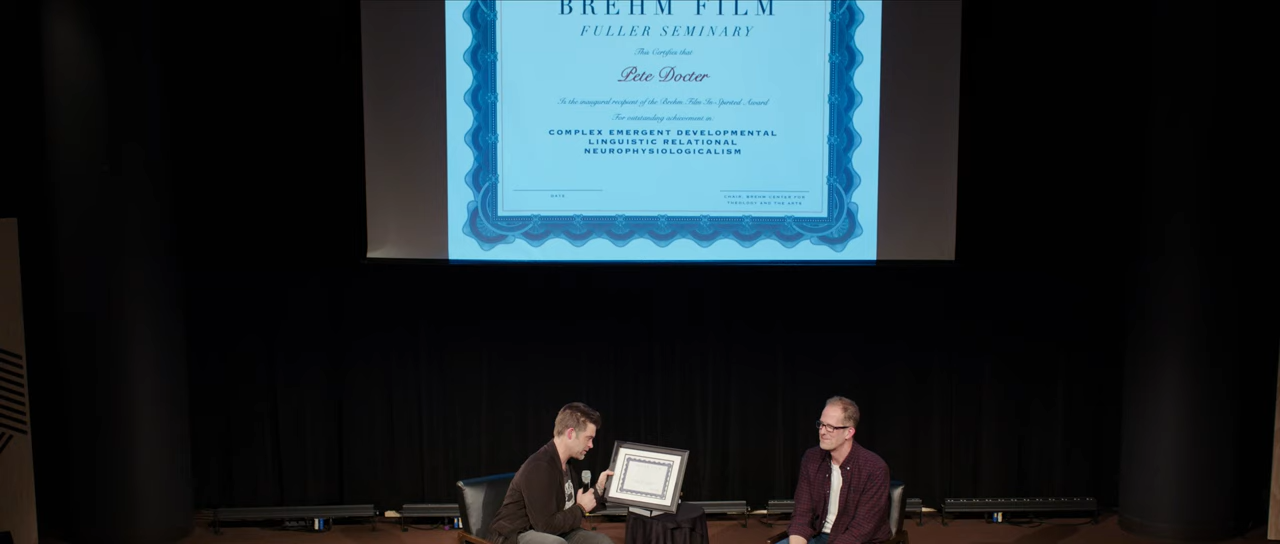 BREHM FILM
FULLER SEMINARY
This Certifies that
Pete Docter
Is the inaugural recipient of the Brehm Film In-Spirited Award
For outstanding achievement in:
COMPLEX EMERGENT DEVELOPMENTAL
LINGUISTIC RELATIONAL
NEUROPHYSIOLOGICALISM
DATE
CHAIR, BREHM CENTER FOR
THEOLOGY AND THE ARTS